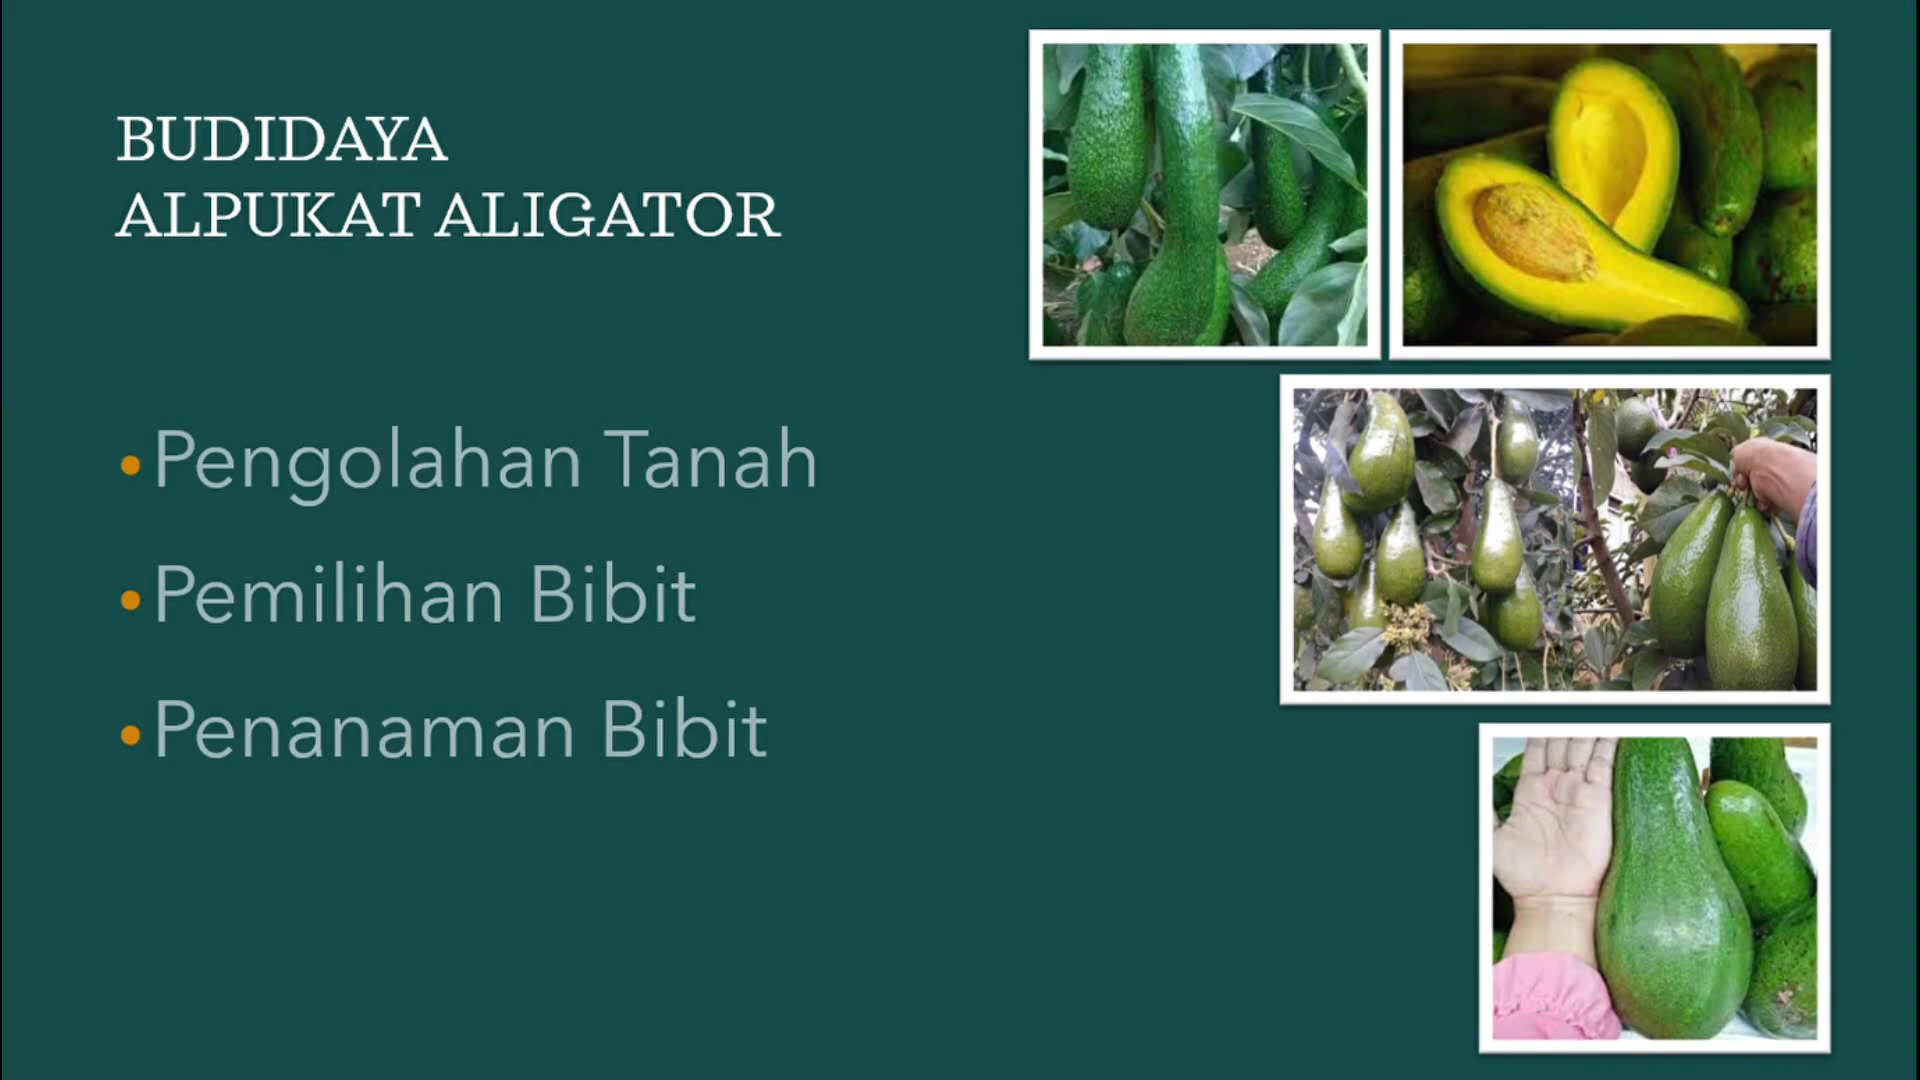 BUDIDAYA
ALPUKAT ALIGATOR
• Pengolahan Tanah
• Pemilihan Bibit
• Penanaman Bibit